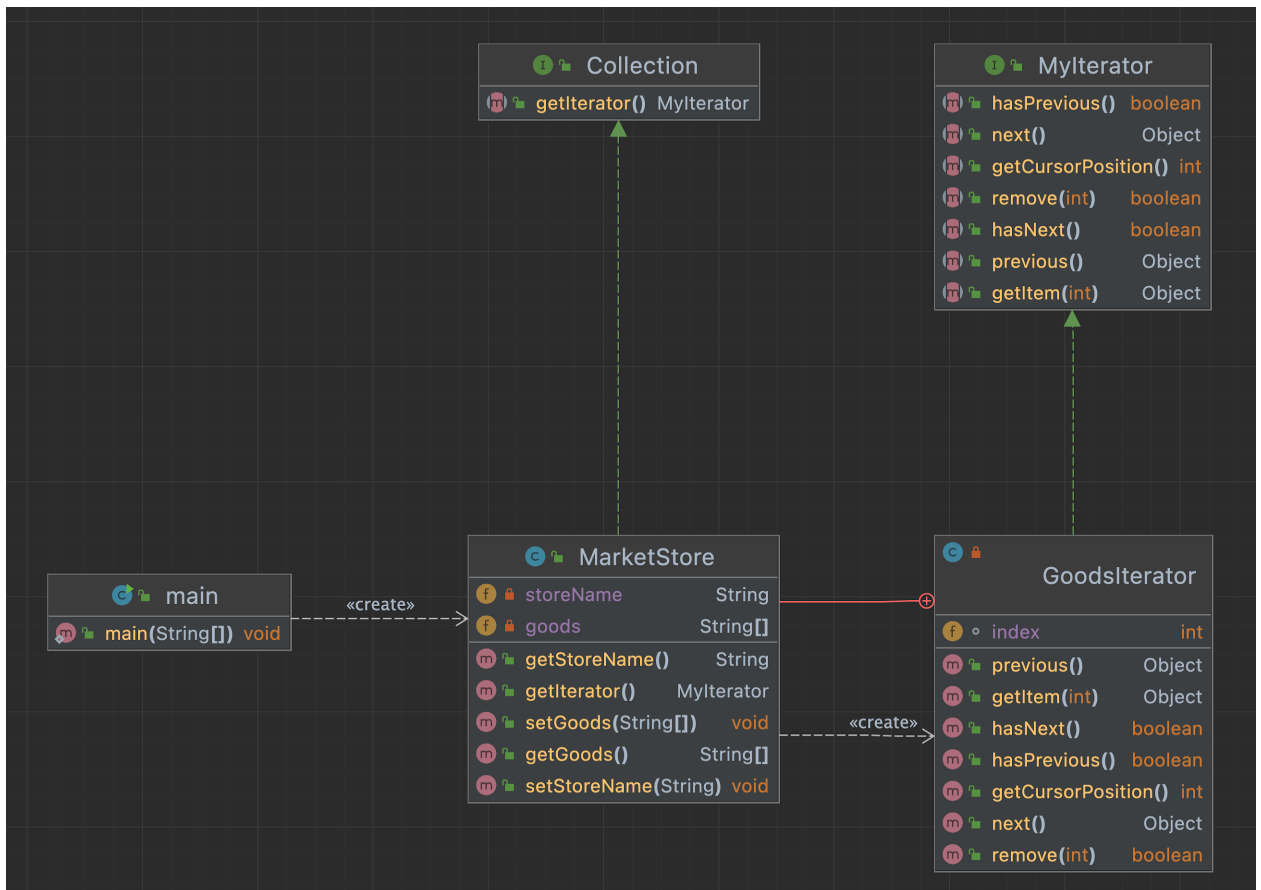 Collection
getIterator() MyIterator
MyIterator
hasPrevious() boolean
next() Object
getCursorPosition() int
remove(int) boolean
hasNext() boolean
previous() Object
getItem(int) Object
main
main(String[]) void
«create»
MarketStore
storeName String
goods String[]
getStoreName() String
getIterator() MyIterator
setGoods(String[]) void
getGoods() String[]
setStoreName(String) void
«create»
GoodsIterator
index int
previous() Object
getItem(int) Object
hasNext() boolean
hasPrevious() boolean
getCursorPosition() int
next() Object
remove(int) boolean